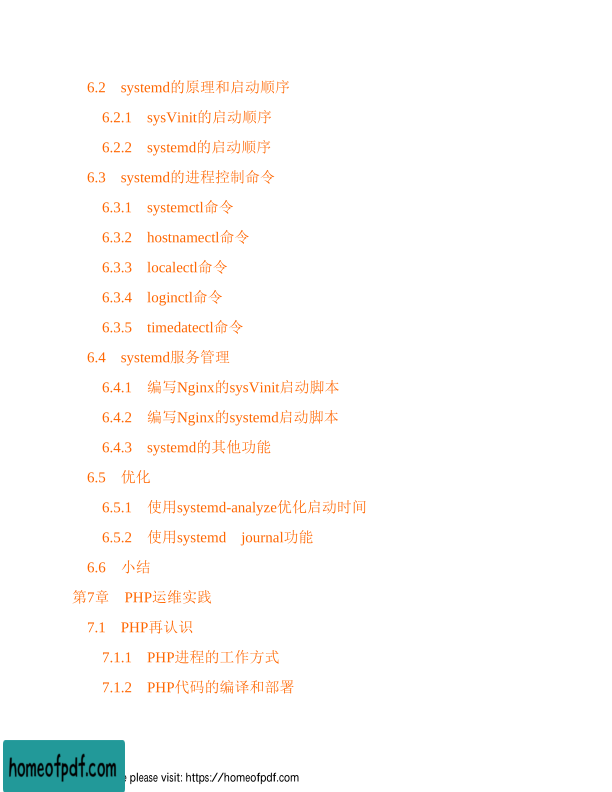 6.2 systemd的原理和启动顺序
6.2.1 sysVinit的启动顺序
6.2.2 systemd的启动顺序
6.3 systemd的进程控制命令
6.3.1 systemctl命令
6.3.2 hostnamectl命令
6.3.3 localectl命令
6.3.4 loginctl命令
6.3.5 timedatectl命令
6.4 systemd服务管理
6.4.1 编写Nginx的sysVinit启动脚本
6.4.2 编写Nginx的systemd启动脚本
6.4.3 systemd的其他功能
6.5 优化
6.5.1 使用systemd-analyze优化启动时间
6.5.2 使用systemd journal功能
6.6 小结
第7章 PHP运维实践
7.1 PHP再认识
7.1.1 PHP进程的工作方式
7.1.2 PHP代码的编译和部署
homeofpdf.com
please visit: https://homeofpdf.com